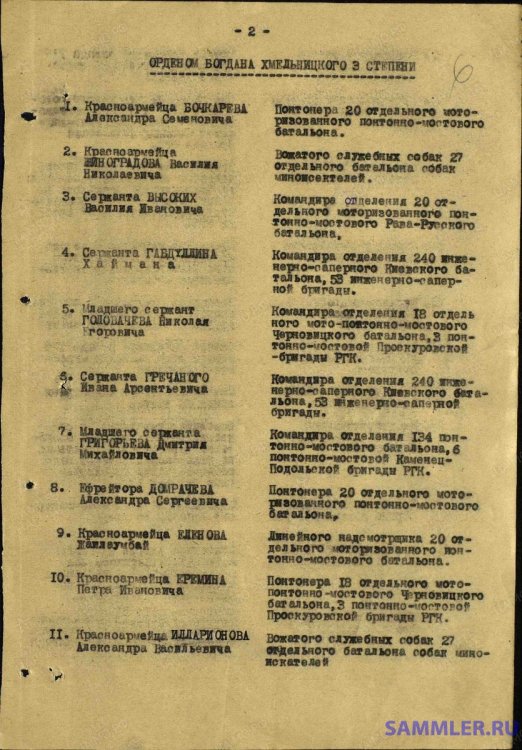 - 2 -
6
ОРДЕНОМ БОГДАНА ХМЕЛЬНИЦКОГО 3 СТЕПЕНИ
1. Красноармейца БОЧКАРЕВА
Александра Семеновича
Понтонера 20 отдельного мото-
ризованного понтонно-мостового
батальона.
2. Красноармейца
ВИНОГРАДОВА Василия
Николаевича
Вожатого служебных собак 27
отдельного батальона собак
миноисктелей.
3. Сержанта ВЫСОКИХ
Василия Ивановича
Командира отделения 20 от-
дельного моторизованного пон-
тонно-мостового Рава-Русского
батальона.
4. Сержанта ГАБДУЛЛИНА
Хаймана
Командира отделения 240 инже-
нерно-саперного Киевского ба-
тальона, 53 инженерно-сапер-
ной бригады.
5. Младшего сержант
ГОЛОВАЧЕВА Николая
Егоровича
Командира отделения 18 отдель
ного мото-понтонно-мостового
Черновицкого батальона, 3 пон-
тонно-мостовой Проскуровской
-бригады РГК.
6. Сержанта ГРЕЧАНОГО
Ивана Арсентьевича
Командира отделения 240 инже-
нерно-саперного Киевского бата-
льона, 53 инженерно-саперной
бригады.
7. Младшего сержанта
ГРИГОРЬЕВА Дмитрия
Михайловича
Командира отделения 134 пон-
тонно-мостового батальона, 6
понтонно-мостовой Каменец-
Подольской бригады РГК.
8. Ефрейтора ДОМРАЧЕВА
Александра Сергеевича
Понтонера 20 отдельного мото-
ризованного понтонно-мостового
батальона.
9. Красноармейца ЕЛЕНОВА
Жаилаумбай
Линейного надсмотрщика 20 от-
дельного моторизованного пон-
тонно-мостового батальона.
10. Красноармейца ЕРЕМИНА
Петра Ивановича
Понтонера 18 отдельного мото-
понтонно-мостового Черновицкого
батальона, 3 понтонно-мостовой
Проскуровской бригады РГК.
11. Красноармейца ИЛЛАРИОНОВА
Александра Васильевича
Вожатого служебных собак 27
отдельного батальона собак мино-
искателей
SAMMLER.RU